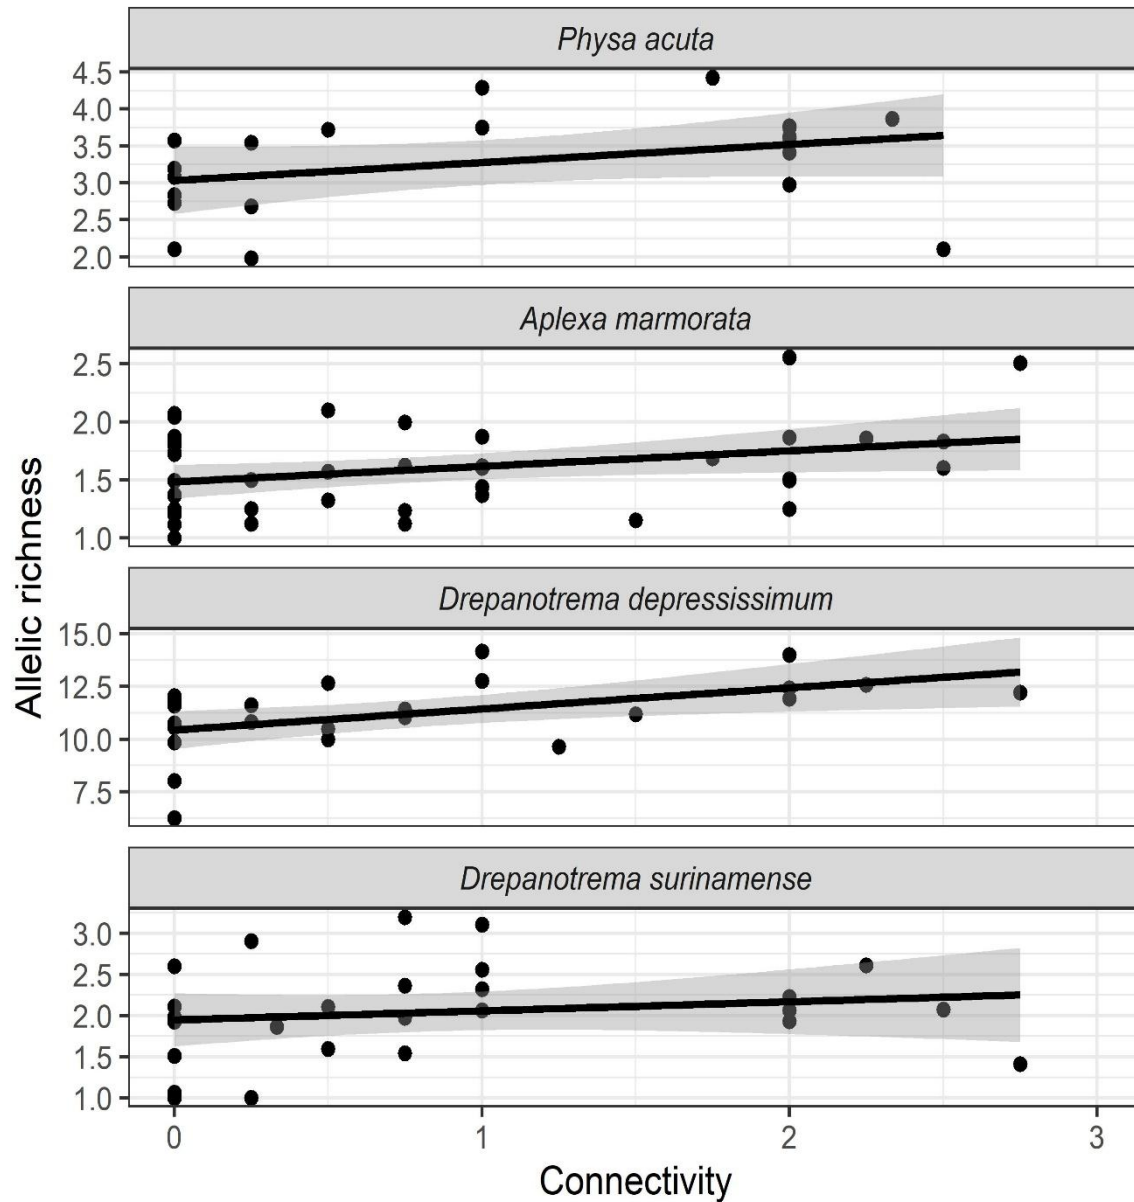 Physa acuta
4.5
4.0
3.5
3.0
2.5
2.0
Aplexa marmorata
2.5
2.0
1.5
1.0
Drepanotrema depressissimum
15.0
12.5
10.0
7.5
Drepanotrema surinamense
3.0
2.5
2.0
1.5
1.0
0 1 2 3
Connectivity
Allelic richness